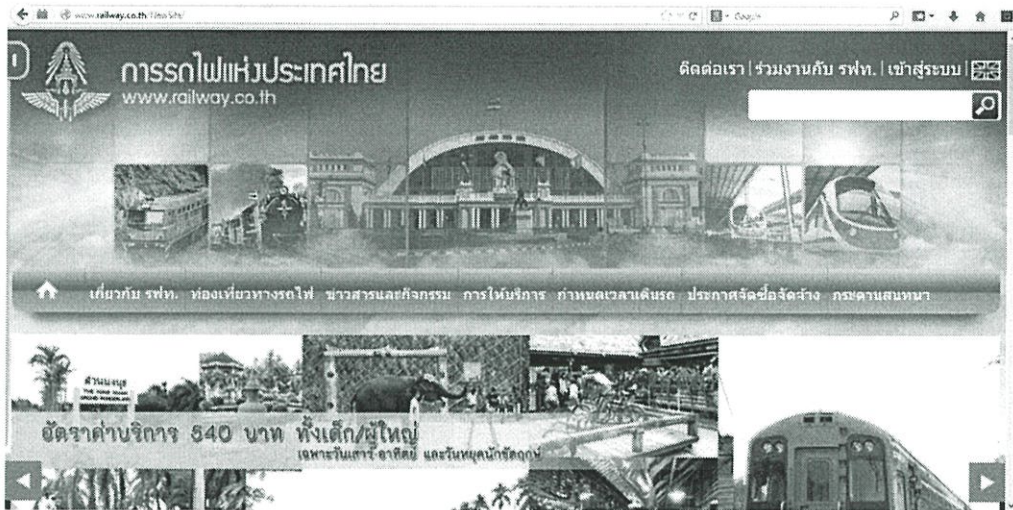 www.railway.co.th/NewSite/
Google
การรถไฟแห่งประเทศไทย
www.railway.co.th
ติดต่อเรา | ร่วมงานกับ รฟท. | เข้าสู่ระบบ |
เกี่ยวกับ รฟท. ท่องเที่ยวทางรถไฟ ข่าวสารและกิจกรรม การให้บริการ กำหนดเวลาเดินรถ ประกาศจัดซื้อจัดจ้าง กระดานสนทนา
สวนนงนุช
THE NONG NOOCH
อัตราค่าบริการ 540 บาท ทั้งเด็ก/ผู้ใหญ่
เฉพาะวันเสาร์ อาทิตย์ และวันหยุดนักขัตฤกษ์